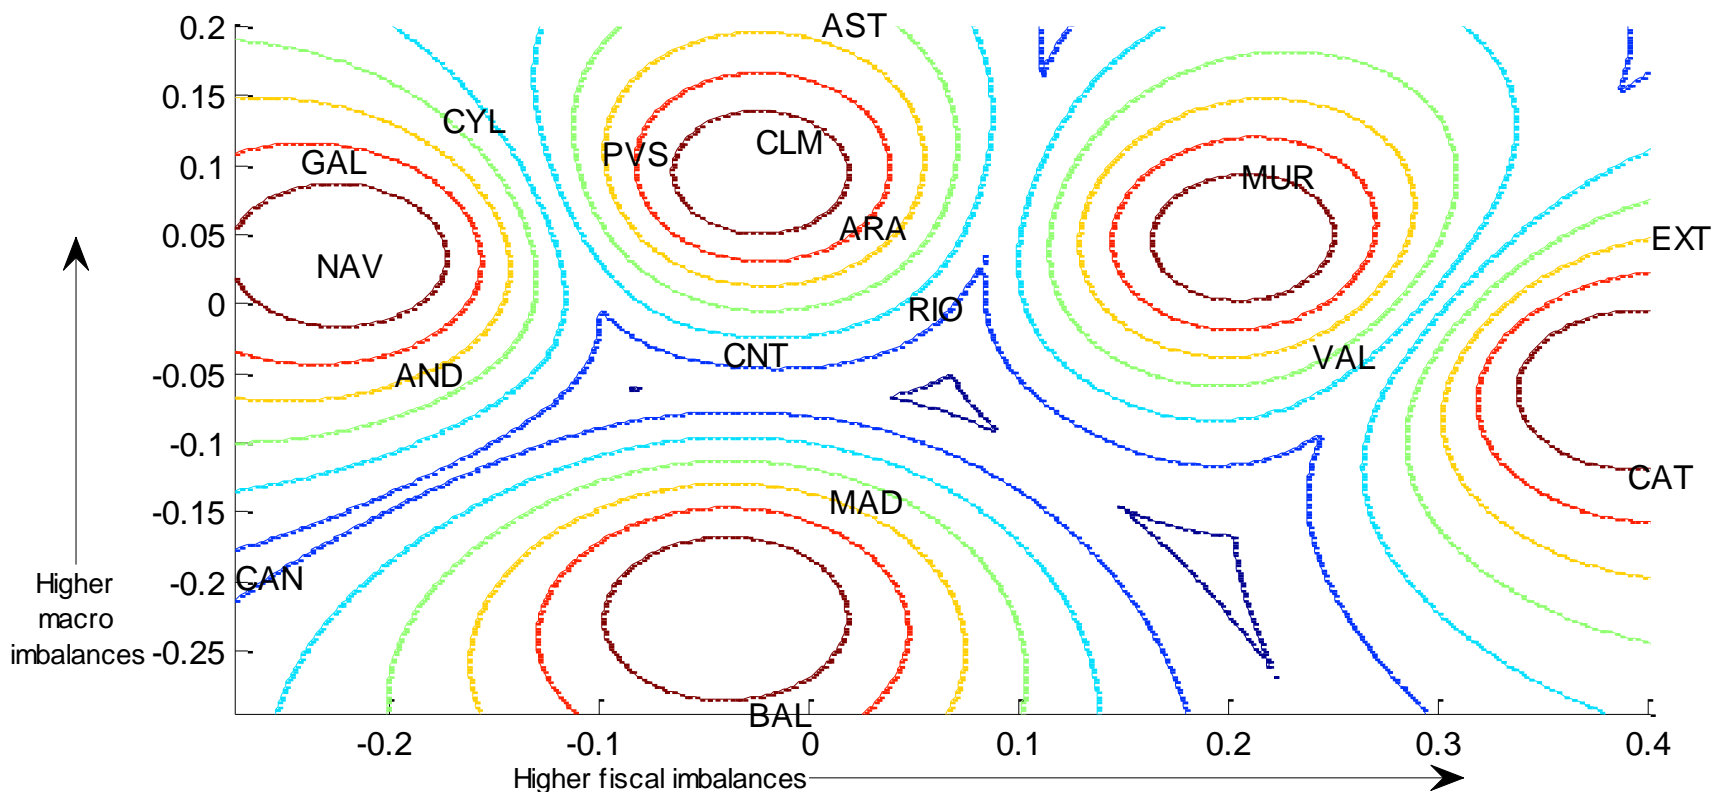 0.2
AST
0.15
CYL
CLM
PVS
GAL
0.1
MUR
ARA
0.05
EXT
NAV
0
RIO
CNT
VAL
-0.05
AND
-0.1
CAT
MAD
-0.15
-0.2
CAN
Higher
macro
imbalances
-0.25
BAL
-0.2
-0.1
0
0.1
0.2
0.3
0.4
Higher fiscal imbalances